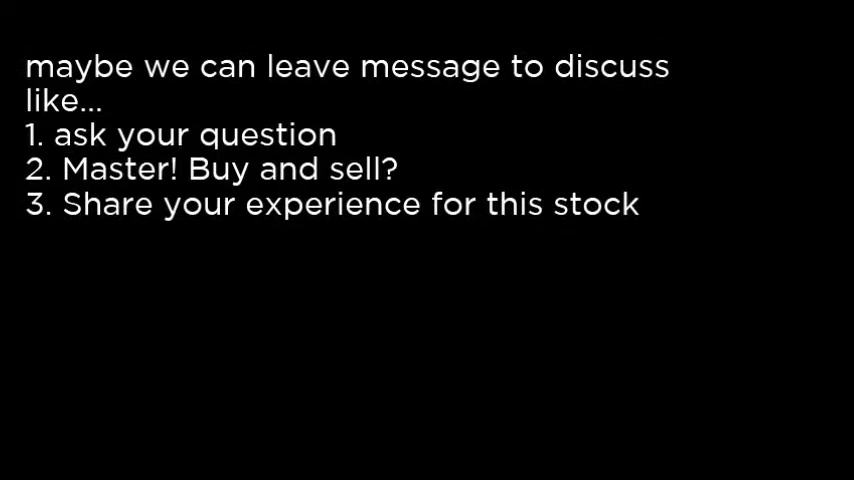 maybe we can leave message to discuss
like...
1. ask your question
2. Master! Buy and sell?
3. Share your experience for this stock